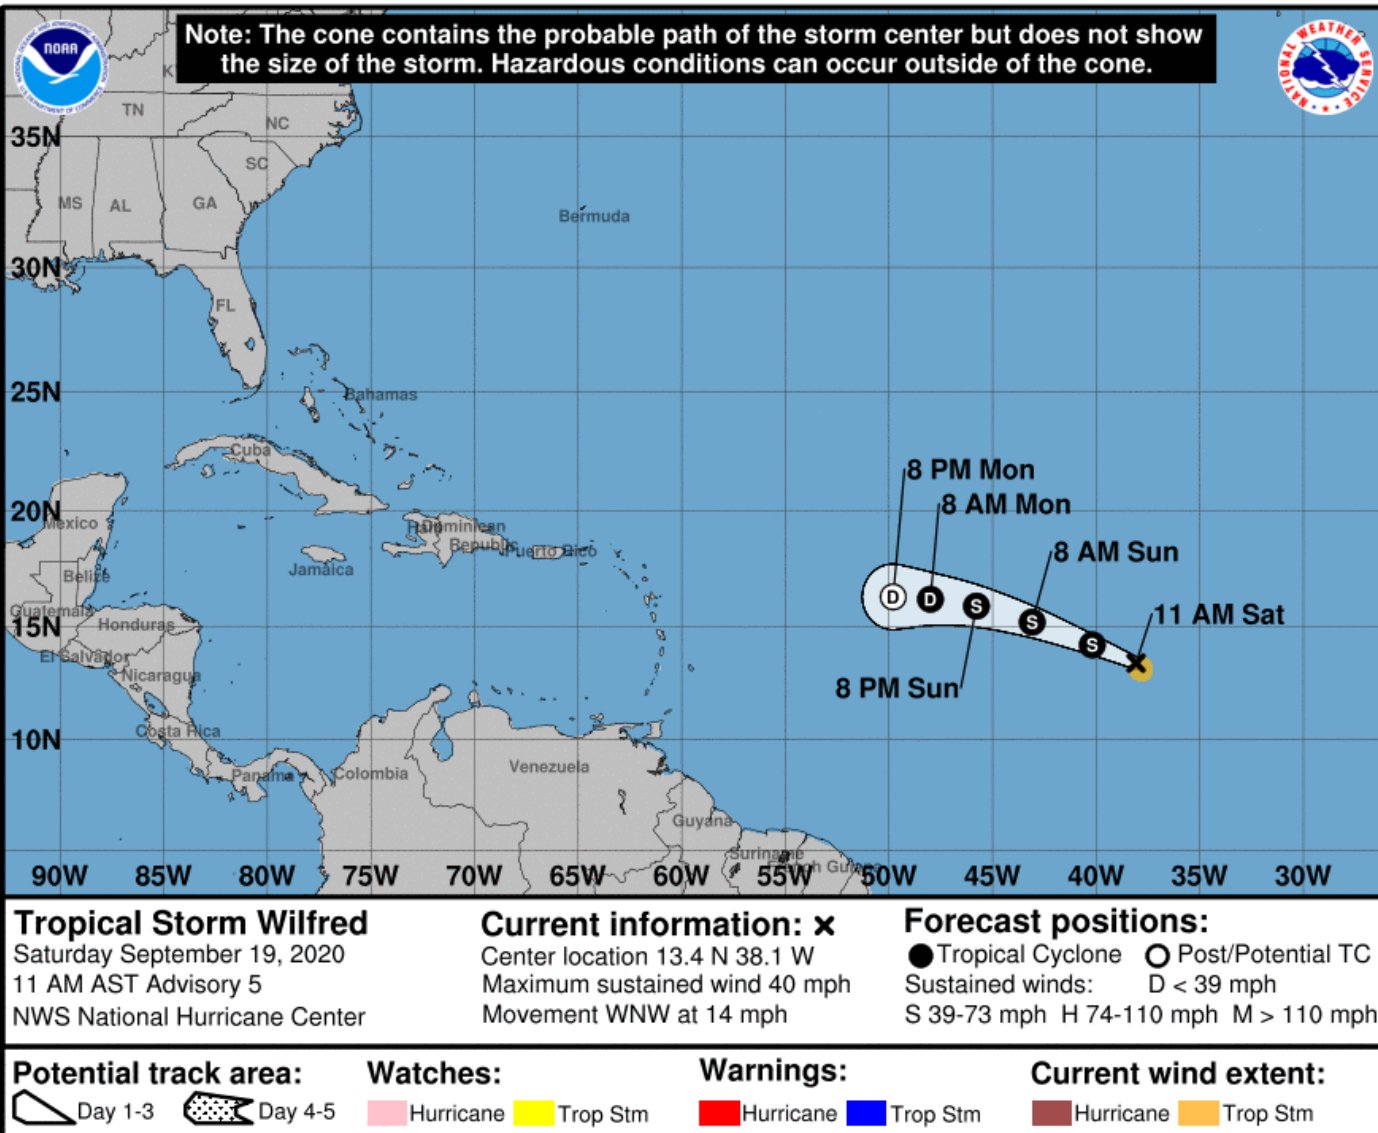 Note: The cone contains the probable path of the storm center but does not show
the size of the storm. Hazardous conditions can occur outside of the cone.
NOAA
NATIONAL WEATHER SERVICE
TN
NC
35N
SC
MS
AL
GA
Bermuda
30N
FL
25N
Bahamas
Cuba
8 PM Mon
20N
8 AM Mon
Mexico
Haiti
Dominican
Republic
Puerto Rico
8 AM Sun
Jamaica
Belize
D
D
S
S
S
Guatemala
15N
Honduras
11 AM Sat
El Salvador
Nicaragua
8 PM Sun
Costa Rica
10N
Panama
Colombia
Venezuela
Guyana
Suriname
French Guiana
90W 85W 80W 75W 70W 65W 60W 55W 50W 45W 40W 35W 30W
Tropical Storm Wilfred
Saturday September 19, 2020
11 AM AST Advisory 5
NWS National Hurricane Center
Current information: x
Center location 13.4 N 38.1 W
Maximum sustained wind 40 mph
Movement WNW at 14 mph
Forecast positions:
Tropical Cyclone Post/Potential TC
Sustained winds: D < 39 mph
S 39-73 mph H 74-110 mph M > 110 mph
Potential track area:
Day 1-3 Day 4-5
Watches:
Hurricane Trop Stm
Warnings:
Hurricane Trop Stm
Current wind extent:
Hurricane Trop Stm